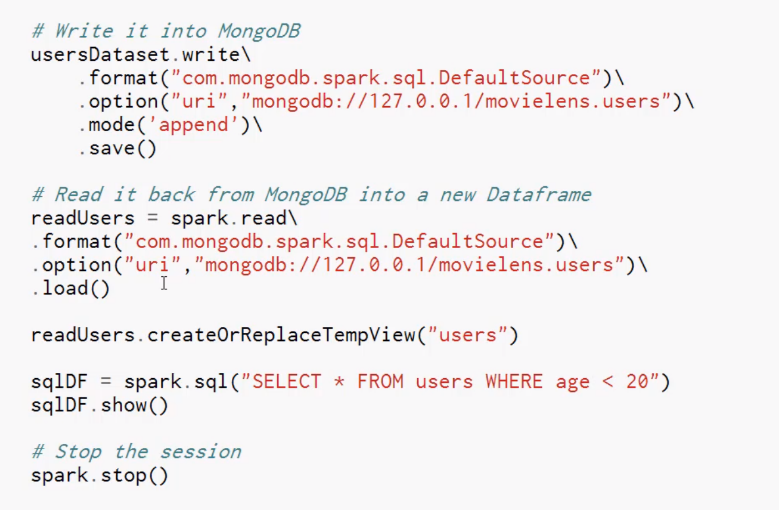 # Write it into MongoDB
usersDataset.write\
    .format("com.mongodb.spark.sql.DefaultSource")\
    .option("uri","mongodb://127.0.0.1/movielens.users")\
    .mode('append')\
    .save()
# Read it back from MongoDB into a new Dataframe
readUsers = spark.read\
.format("com.mongodb.spark.sql.DefaultSource")\
.option("uri","mongodb://127.0.0.1/movielens.users")\
.load()
readUsers.createOrReplaceTempView("users")
sqlDF = spark.sql("SELECT * FROM users WHERE age < 20")
sqlDF.show()
# Stop the session
spark.stop()